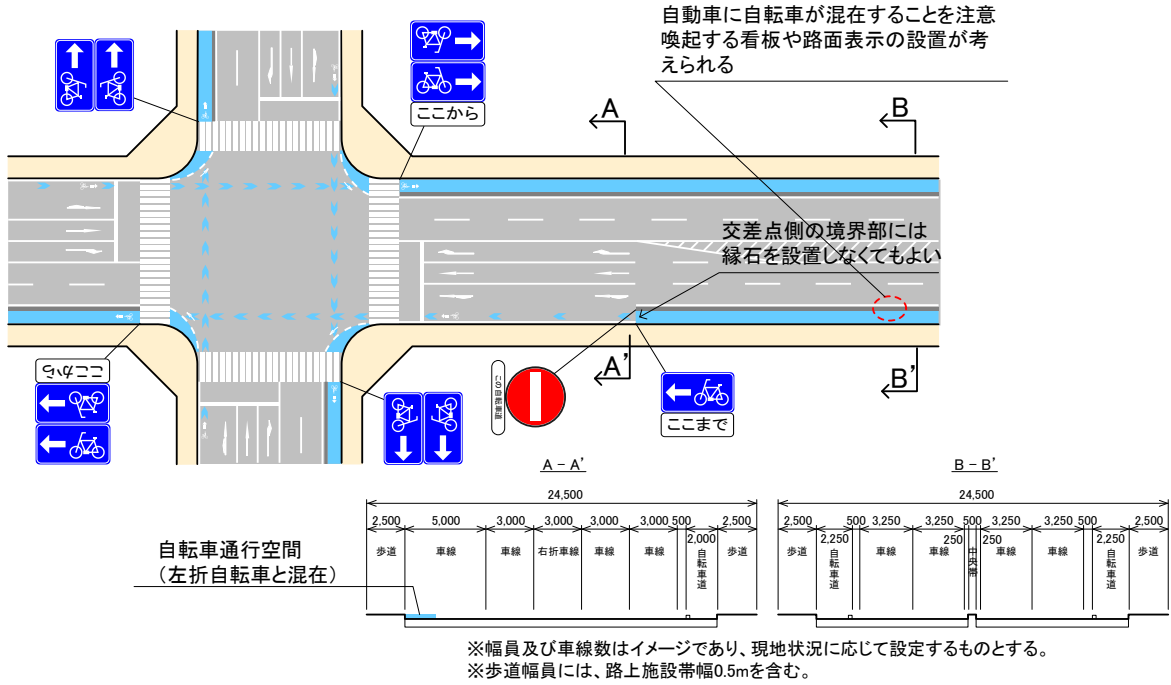 自動車に自転車が混在することを注意
喚起する看板や路面表示の設置が考
えられる
ここから
A
B
交差点側の境界部には
縁石を設置しなくてもよい
ここから
この自転車道
A'
B'
ここまで
A-A'
24,500
2,500 5,000 3,000 3,000 3,000 3,000 500 2,000 2,500
歩道 車線 車線 右折車線 車線 車線 自転車道 歩道
自転車通行空間
（左折自転車と混在）
B-B'
24,500
2,500 2,250 500 3,250 3,250 250 500 250 3,250 3,250 500 2,250 2,500
歩道 自転車道 車線 車線 中央帯 車線 車線 自転車道 歩道
※幅員及び車線数はイメージであり、現地状況に応じて設定するものとする。
※歩道幅員には、路上施設帯幅0.5mを含む。